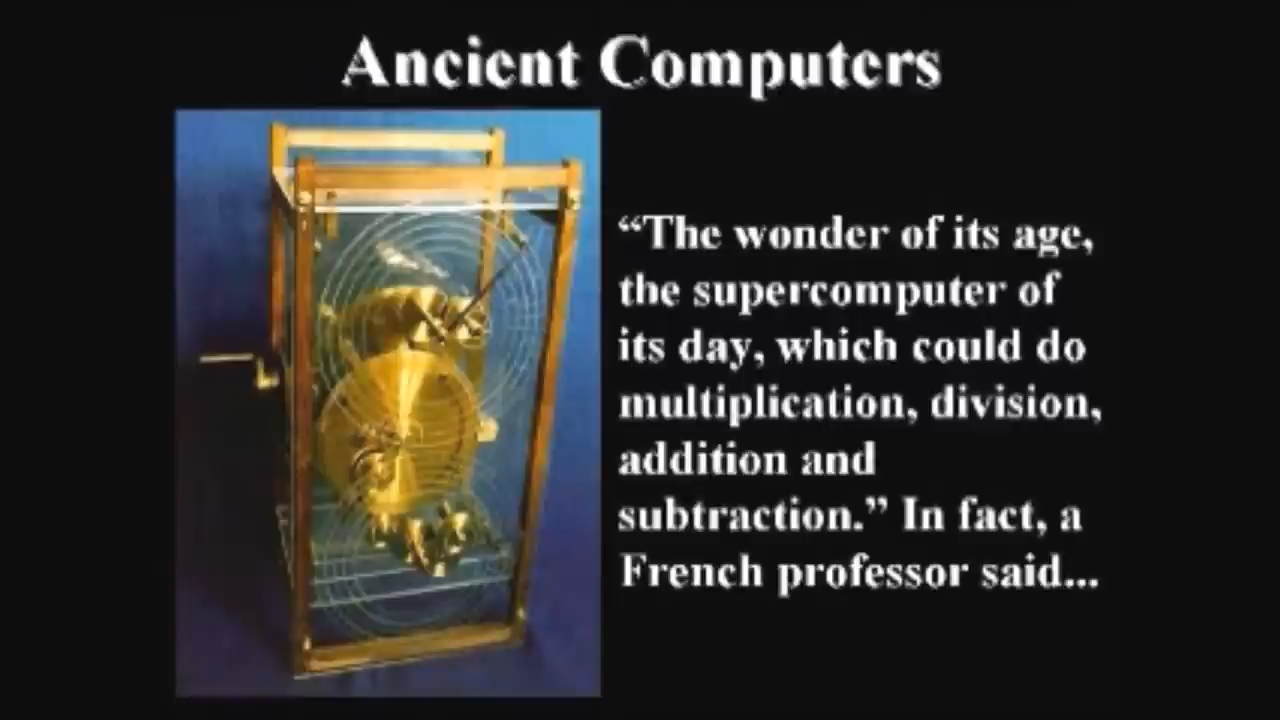 Ancient Computers
“The wonder of its age,
the supercomputer of
its day, which could do
multiplication, division,
addition and
subtraction.” In fact, a
French professor said...